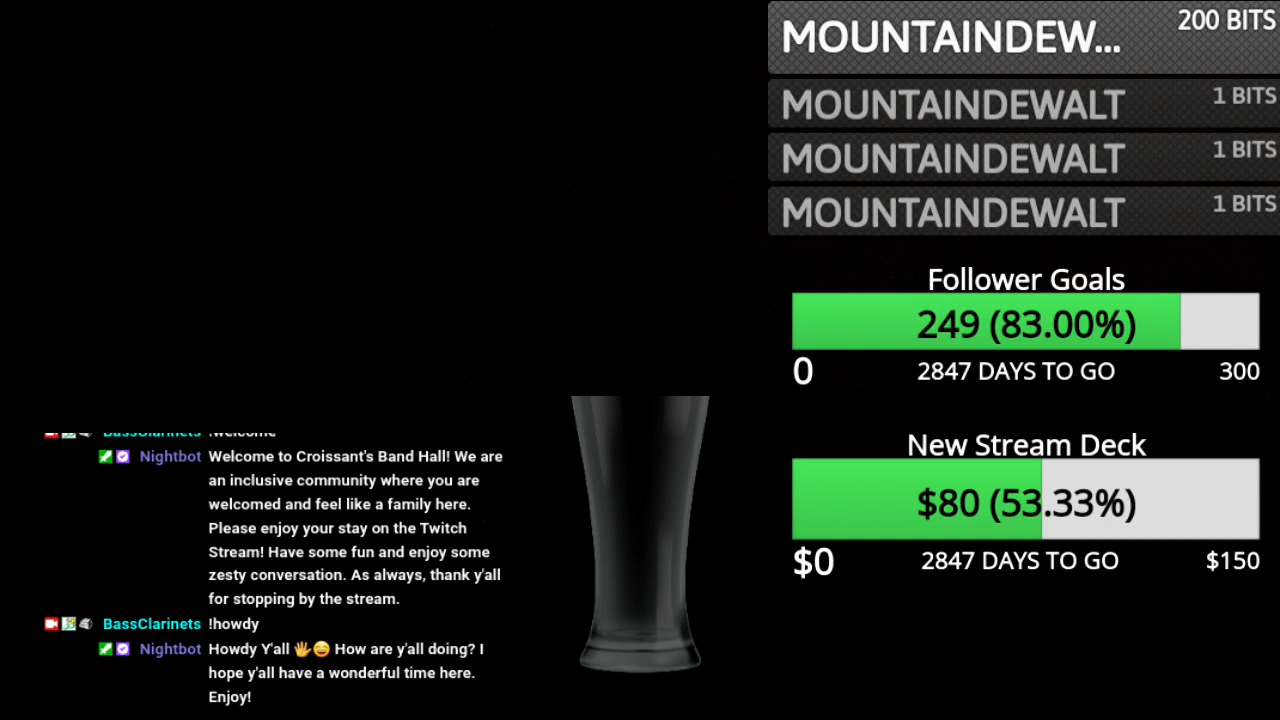 MOUNTAINDEW...
200 BITS
MOUNTAINDEWALT
1 BITS
MOUNTAINDEWALT
1 BITS
MOUNTAINDEWALT
1 BITS
Follower Goals
249 (83.00%)
0
2847 DAYS TO GO
300
New Stream Deck
$80 (53.33%)
$0
2847 DAYS TO GO
$150
BassClarinets !welcome
Nightbot Welcome to Croissant's Band Hall! We are
an inclusive community where you are
welcomed and feel like a family here.
Please enjoy your stay on the Twitch
Stream! Have some fun and enjoy some
zesty conversation. As always, thank y'all
for stopping by the stream.
BassClarinets !howdy
Nightbot Howdy Y'all 🖐😅 How are y'all doing? I
hope y'all have a wonderful time here.
Enjoy!